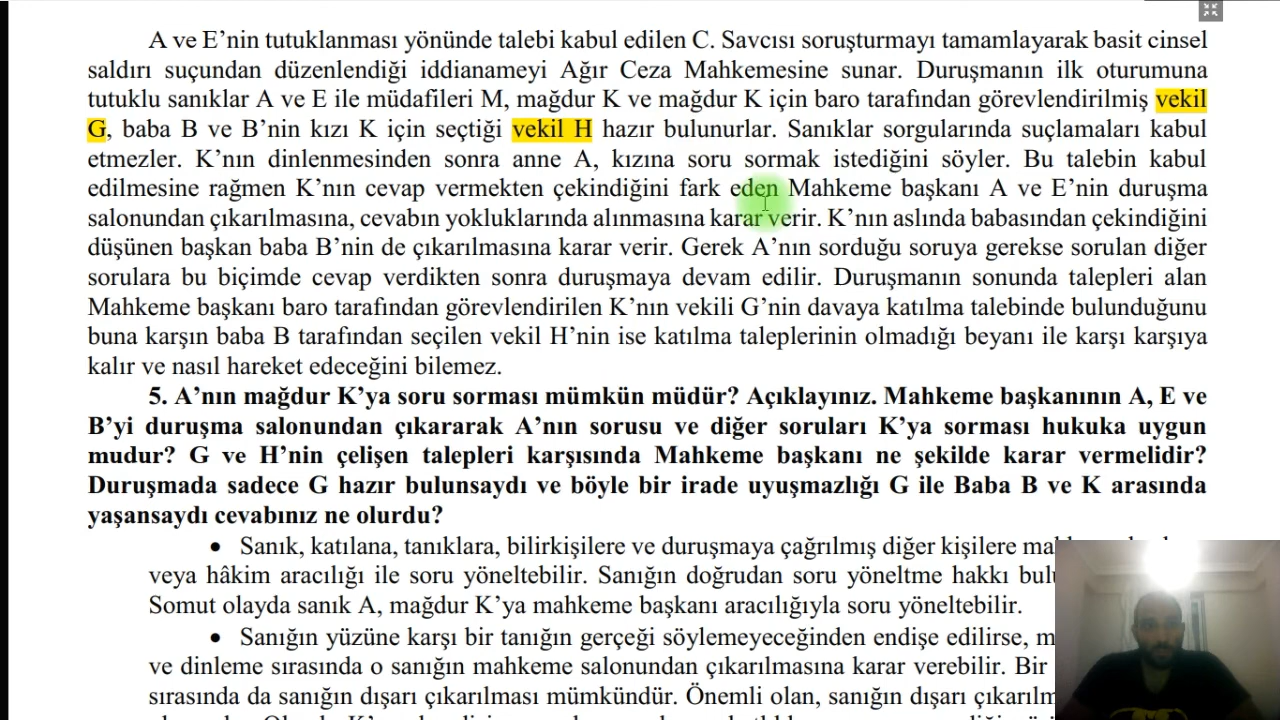 A ve E’nin tutuklanması yönünde talebi kabul edilen C. Savcısı soruşturmayı tamamlayarak basit cinsel
saldırı suçundan düzenlendiği iddianameyi Ağır Ceza Mahkemesine sunar. Duruşmanın ilk oturumuna
tutuklu sanıklar A ve E ile müdafileri M, mağdur K ve mağdur K için baro tarafından görevlendirilmiş vekil
G, baba B ve B’nin kızı K için seçtiği vekil H hazır bulunurlar. Sanıklar sorgularında suçlamaları kabul
etmezler. K’nın dinlenmesinden sonra anne A, kızına soru sormak istediğini söyler. Bu talebin kabul
edilmesine rağmen K’nın cevap vermekten çekindiğini fark eden Mahkeme başkanı A ve E’nin duruşma
salonundan çıkarılmasına, cevabın yokluklarında alınmasına karar verir. K’nın aslında babasından çekindiğini
düşünen başkan baba B’nin de çıkarılmasına karar verir. Gerek A’nın sorduğu soruya gerekse sorulan diğer
sorulara bu biçimde cevap verdikten sonra duruşmaya devam edilir. Duruşmanın sonunda talepleri alan
Mahkeme başkanı baro tarafından görevlendirilen K’nın vekili G’nin davaya katılma talebinde bulunduğunu
buna karşın baba B tarafından seçilen vekil H’nin ise katılma taleplerinin olmadığı beyanı ile karşı karşıya
kalır ve nasıl hareket edeceğini bilemez.
5. A’nın mağdur K’ya soru sorması mümkün müdür? Açıklayınız. Mahkeme başkanının A, E ve
B’yi duruşma salonundan çıkararak A’nın sorusu ve diğer soruları K’ya sorması hukuka uygun
mudur? G ve H’nin çelişen talepleri karşısında Mahkeme başkanı ne şekilde karar vermelidir?
Duruşmada sadece G hazır bulunsaydı ve böyle bir irade uyuşmazlığı G ile Baba B ve K arasında
yaşansaydı cevabınız ne olurdu?
• Sanık, katılana, tanıklara, bilirkişilere ve duruşmaya çağrılmış diğer kişilere
veya hâkim aracılığı ile soru yöneltebilir. Sanığın doğrudan soru yöneltme hakkı
Somut olayda sanık A, mağdur K’ya mahkeme başkanı aracılığıyla soru yöneltebilir.
• Sanığın yüzüne karşı bir tanığın gerçeği söylemeyeceğinden endişe edilirse,
ve dinleme sırasında o sanığın mahkeme salonundan çıkarılmasına karar verebilir. Bir
sırasında da sanığın dışarı çıkarılması mümkündür. Önemli olan, sanığın dışarı